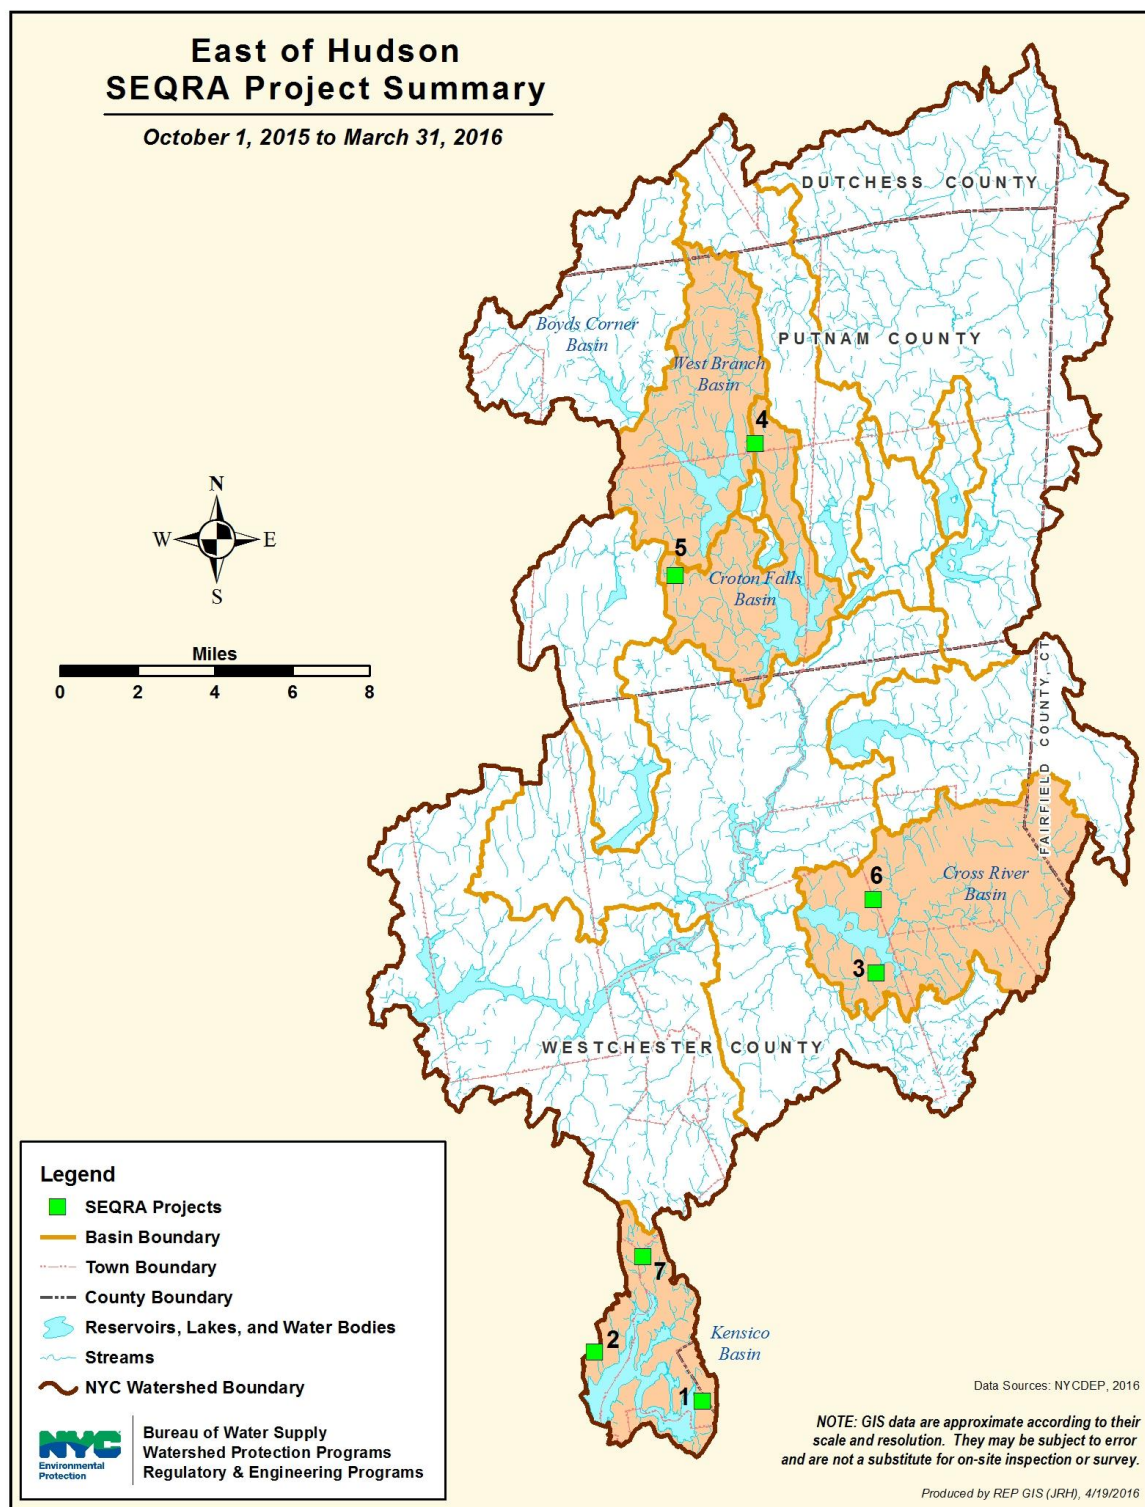 East of Hudson
SEQRA Project Summary
October 1, 2015 to March 31, 2016
DUTCHESS COUNTY
PUTNAM COUNTY
Boyds Corner
Basin
West Branch
Basin
4
N
W
E
S
5
Croton Falls
Basin
Miles
0 2 4 6 8
FAIRFIELD COUNTY, CT
6
Cross River
Basin
3
WESTCHESTER COUNTY
7
2
Kensico
Basin
1
Legend
SEQRA Projects
Basin Boundary
Town Boundary
County Boundary
Reservoirs, Lakes, and Water Bodies
Streams
NYC Watershed Boundary
NYC
Environmental
Protection
Bureau of Water Supply
Watershed Protection Programs
Regulatory & Engineering Programs
Data Sources: NYCDEP, 2016
NOTE: GIS data are approximate according to their
scale and resolution. They may be subject to error
and are not a substitute for on-site inspection or survey.
Produced by REP GIS (JRH), 4/19/2016